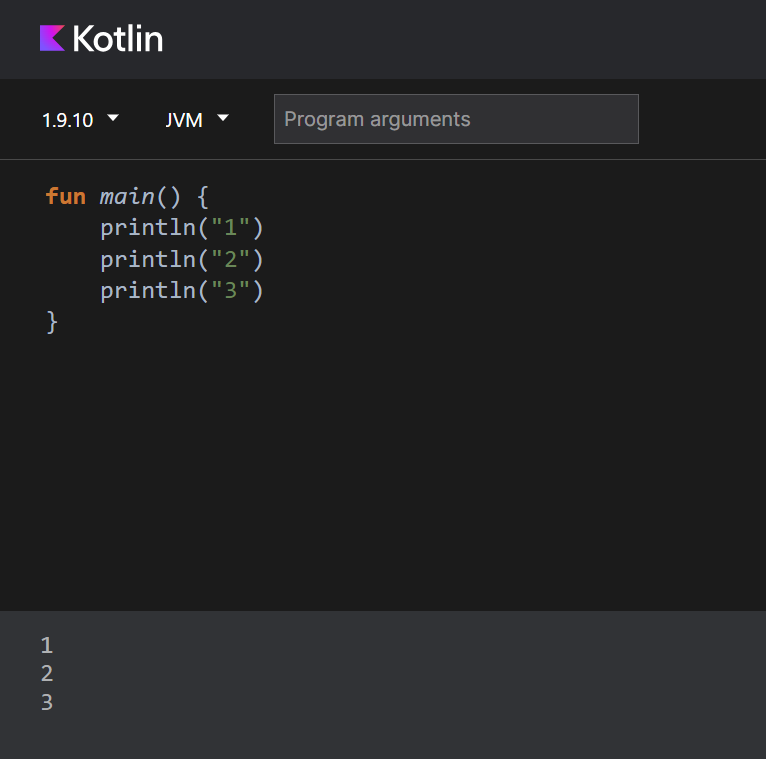 Kotlin
1.9.10 JVM Program arguments
fun main() {
    println("1")
    println("2")
    println("3")
}
1
2
3